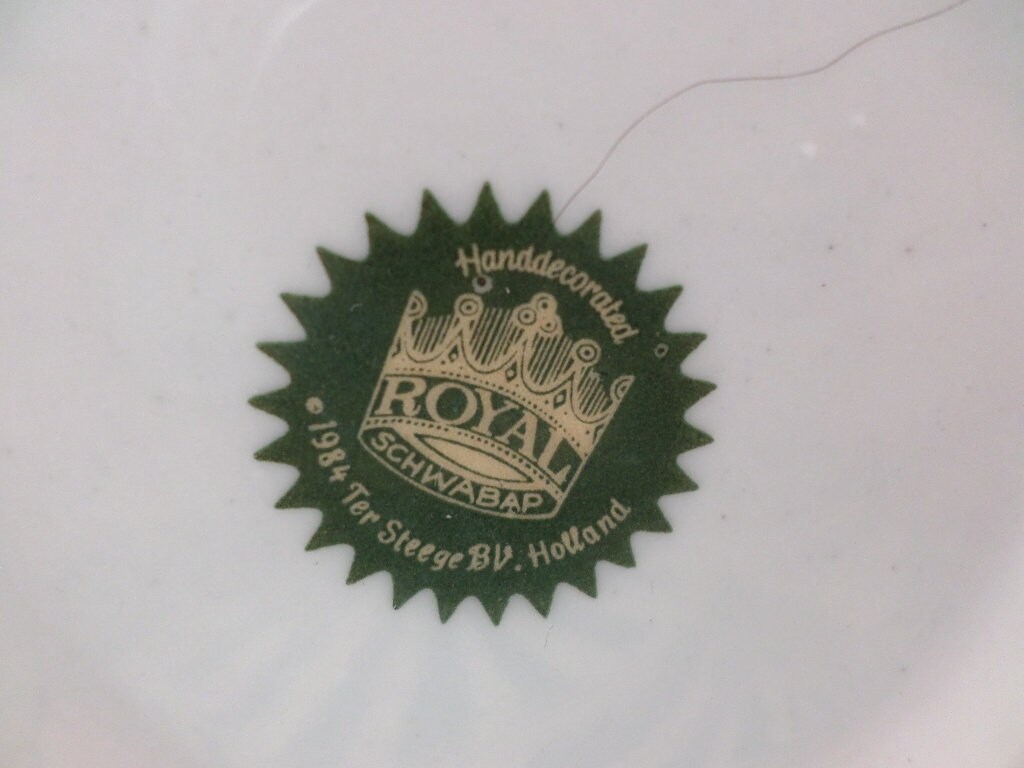 Handdecorated
ROYAL
SCHWABAP
©1984 Ter Steege BV. Holland